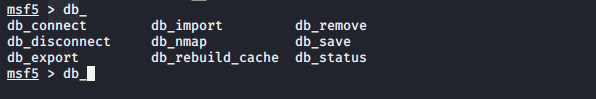 msf5 > db_
db_connect db_import db_remove
db_disconnect db_nmap db_save
db_export db_rebuild_cache db_status
msf5 > db_